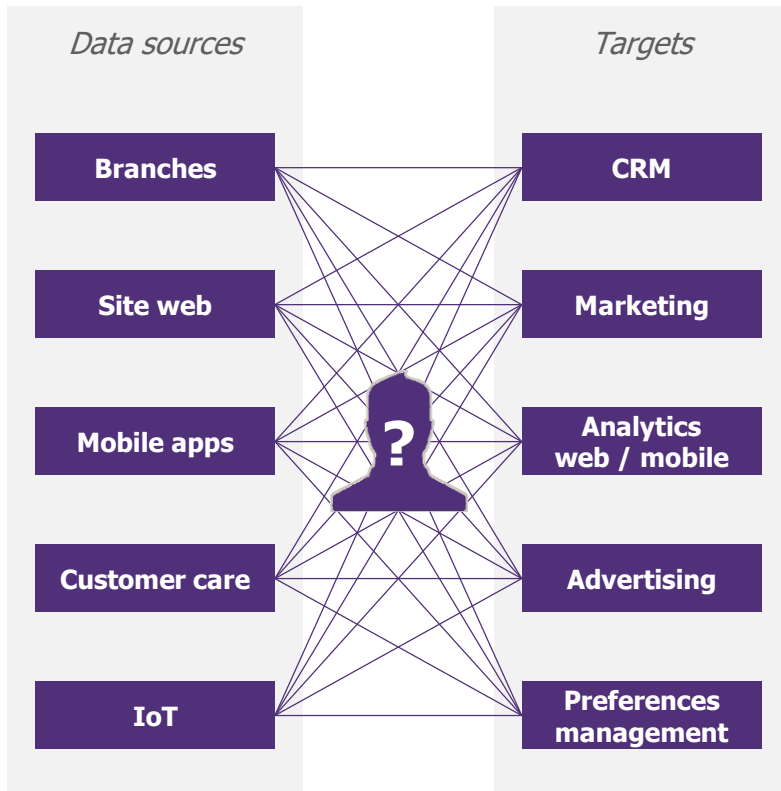 Data sources
Targets
Branches
CRM
Site web
Marketing
Mobile apps
?
Analytics
web / mobile
Customer care
Advertising
IoT
Preferences
management